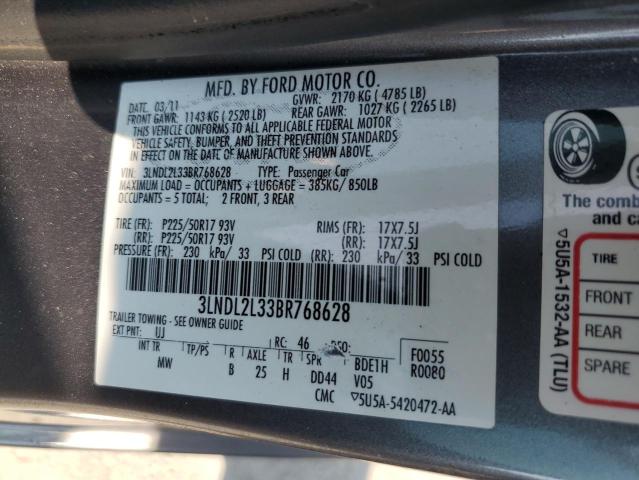 MFD. BY FORD MOTOR CO.
DATE: 03/11 GVWR: 2170 KG ( 4785 LB)
FRONT GAWR: 1143 KG ( 2520 LB) REAR GAWR: 1027 KG ( 2265 LB)
THIS VEHICLE CONFORMS TO ALL APPLICABLE FEDERAL MOTOR
VEHICLE SAFETY, BUMPER, AND THEFT PREVENTION STANDARDS
IN EFFECT ON THE DATE OF MANUFACTURE SHOWN ABOVE.
VIN: 3LNDL2L33BR768628 TYPE: Passenger Car
MAXIMUM LOAD = OCCUPANTS + LUGGAGE = 385KG/ 850LB
OCCUPANTS = 5 TOTAL; 2 FRONT, 3 REAR
TIRE (FR): P225/50R17 93V RIMS (FR): 17X7.5J
(RR): P225/50R17 93V (RR): 17X7.5J
PRESSURE (FR): 230 kPa/ 33 PSI COLD (RR): 230 kPa/ 33 PSI COLD
3LNDL2L33BR768628
TRAILER TOWING - SEE OWNER GUIDE
EXT PNT: UJ RC: 46 DSO: F0055
INT TR TP/PS R AXLE TR SPR BDE1H R0080
MW B 25 H DD44 V05
CMC ▽5U5A-5420472-AA
The comb
and ca
TIRE
FRONT
REAR
SPARE
▽5U5A-1532-AA (TLU)